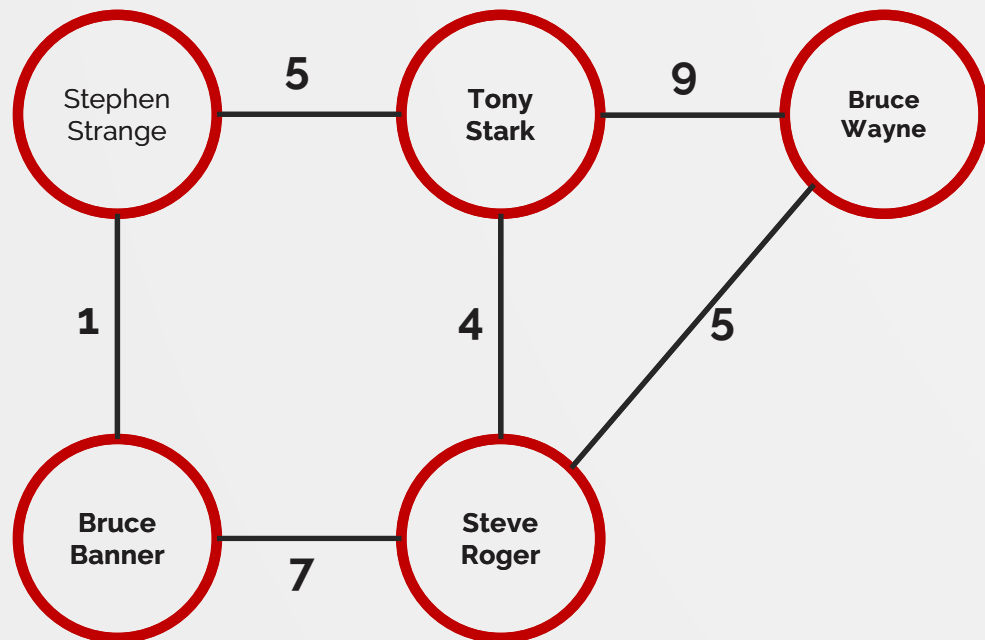 Stephen
Strange
5
Tony
Stark
9
Bruce
Wayne
1
4
5
Bruce
Banner
7
Steve
Roger